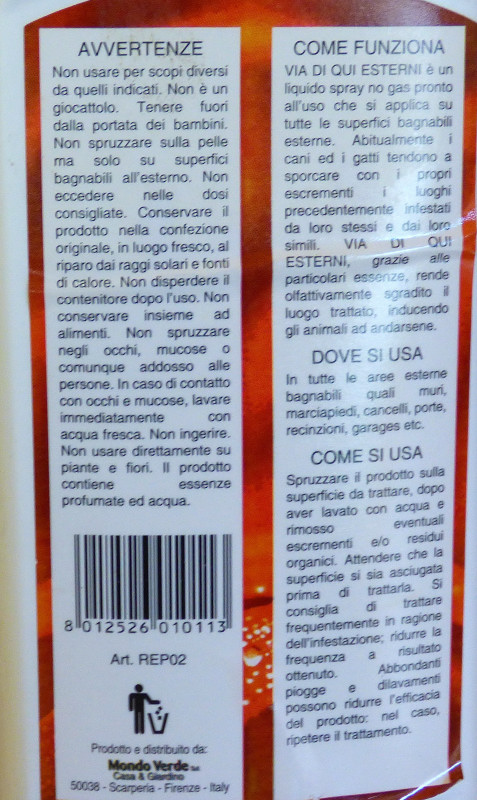 AVVERTENZE
Non usare per scopi diversi
da quelli indicati. Non è un
giocattolo. Tenere fuori
dalla portata dei bambini.
Non spruzzare sulla pelle
ma solo su superfici
bagnabili all'esterno. Non
eccedere nelle dosi
consigliate. Conservare il
prodotto nella confezione
originale, in luogo fresco, al
riparo dai raggi solari e fonti
di calore. Non disperdere il
contenitore dopo l'uso. Non
conservare insieme ad
alimenti. Non spruzzare
negli occhi, mucose o
comunque addosso alle
persone. In caso di contatto
con occhi e mucose, lavare
immediatamente con
acqua fresca. Non ingerire.
Non usare direttamente su
piante e fiori. Il prodotto
contiene essenze
profumate ed acqua.
8 012526 010113
Art. REP02
Prodotto e distribuito da:
Mondo Verde Srl
Casa & Giardino
50038 - Scarperia - Firenze - Italy
COME FUNZIONA
VIA DI QUI ESTERNI è un
liquido spray no gas pronto
all'uso che si applica su
tutte le superfici bagnabili
esterne. Abitualmente i
cani ed i gatti tendono a
sporcare con i propri
escrementi i luoghi
precedentemente infestati
da loro stessi e dai loro
simili. VIA DI QUI
ESTERNI, grazie alle
particolari essenze, rende
olfattivamente sgradito il
luogo trattato, inducendo
gli animali ad andarsene.
DOVE SI USA
In tutte le aree esterne
bagnabili quali muri,
marciapiedi, cancelli, porte,
recinzioni, garages etc.
COME SI USA
Spruzzare il prodotto sulla
superficie da trattare, dopo
aver lavato con acqua e
rimosso eventuali
escrementi e/o residui
organici. Attendere che la
superficie si sia asciugata
prima di trattarla. Si
consiglia di trattare
frequentemente in ragione
dell'infestazione; ridurre la
frequenza a risultato
ottenuto. Abbondanti
piogge e dilavamenti
possono ridurre l'efficacia
del prodotto: nel caso,
ripetere il trattamento.